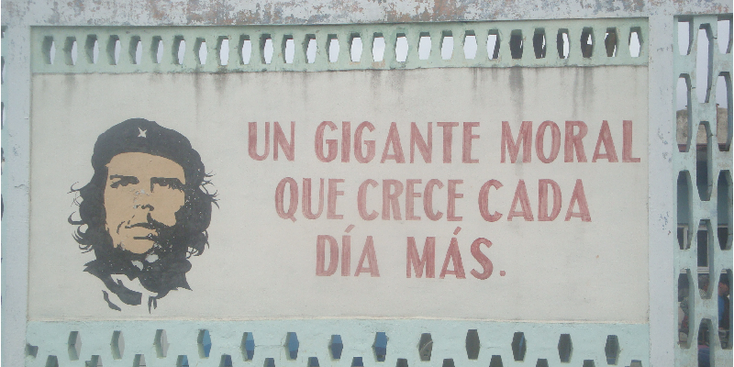 UN GIGANTE MORAL
QUE CRECE CADA
DÍA MÁS.